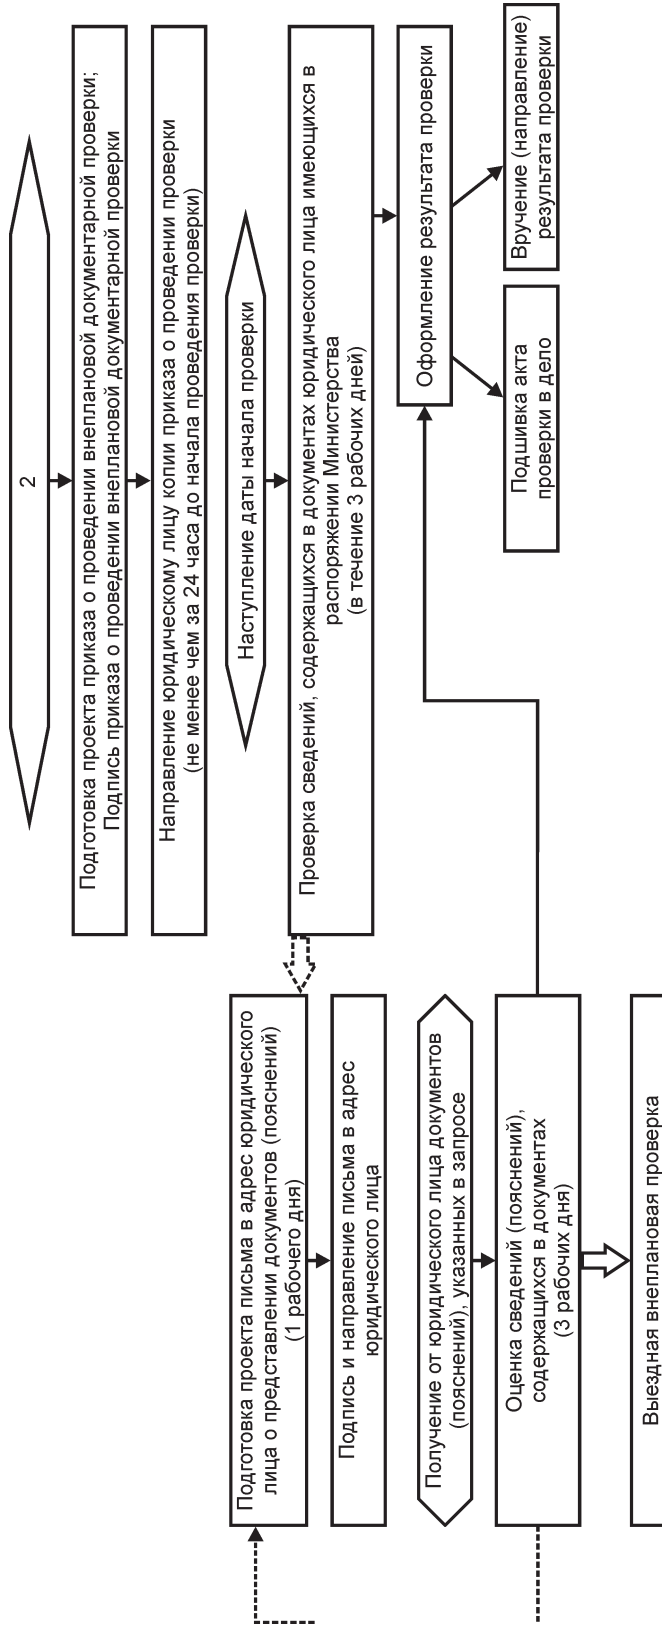 2
Подготовка проекта приказа о проведении внеплановой документарной проверки;
Подпись приказа о проведении внеплановой документарной проверки
Направление юридическому лицу копии приказа о проведении проверки
(не менее чем за 24 часа до начала проведения проверки)
Наступление даты начала проверки
Проверка сведений, содержащихся в документах юридического лица имеющихся в
распоряжении Министерства
(в течение 3 рабочих дней)
Оформление результата проверки
Подшивка акта
проверки в дело
Вручение (направление)
результата проверки
Подготовка проекта письма в адрес юридического
лица о представлении документов (пояснений)
(1 рабочего дня)
Подпись и направление письма в адрес
юридического лица
Получение от юридического лица документов
(пояснений), указанных в запросе
Оценка сведений (пояснений),
содержащихся в документах
(3 рабочих дня)
Выездная внеплановая проверка